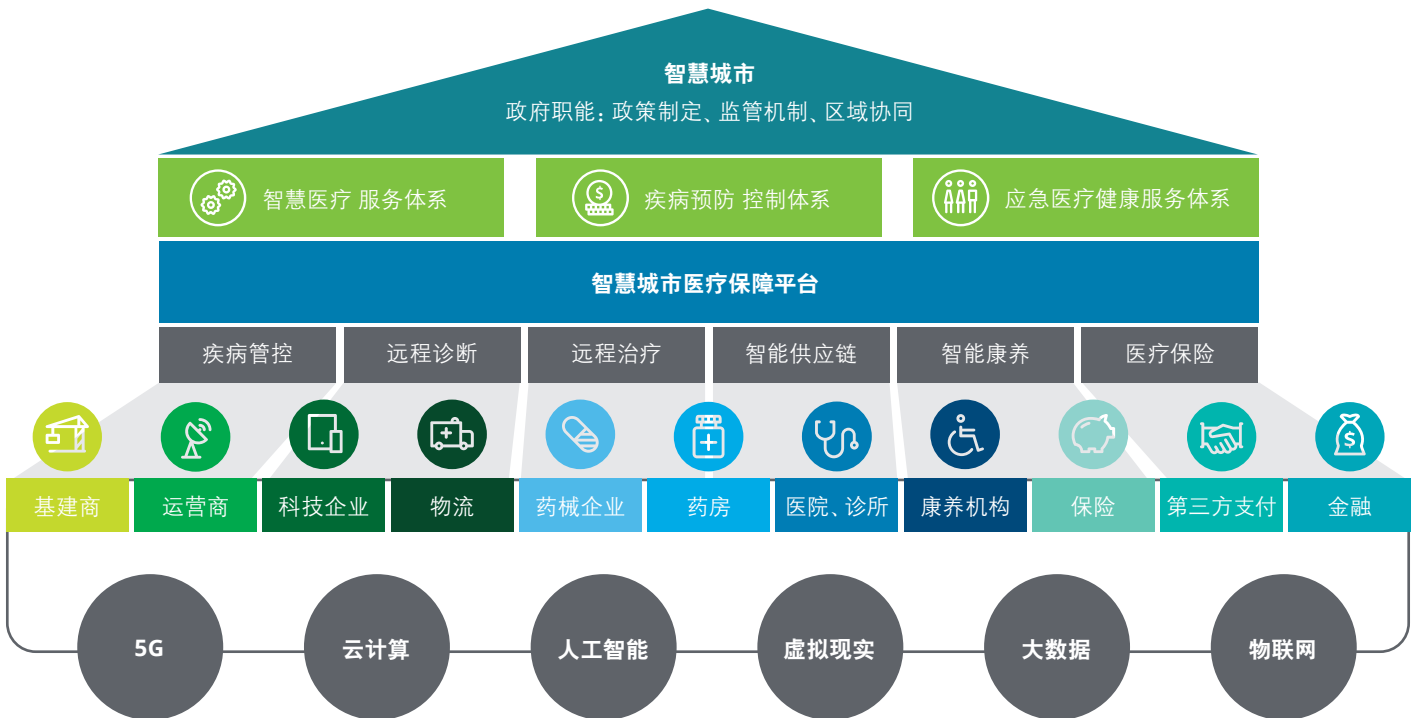 智慧城市
政府职能：政策制定、监管机制、区域协同
智慧医疗 服务体系
疾病预防 控制体系
应急医疗健康服务体系
智慧城市医疗保障平台
疾病管控
远程诊断
远程治疗
智能供应链
智能康养
医疗保险
基建商
运营商
科技企业
物流
药械企业
药房
医院、诊所
康养机构
保险
第三方支付
金融
5G
云计算
人工智能
虚拟现实
大数据
物联网